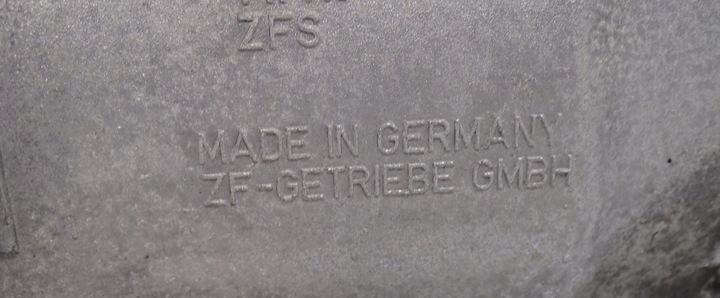 ZFS
MADE IN GERMANY
ZF-GETRIEBE GMBH